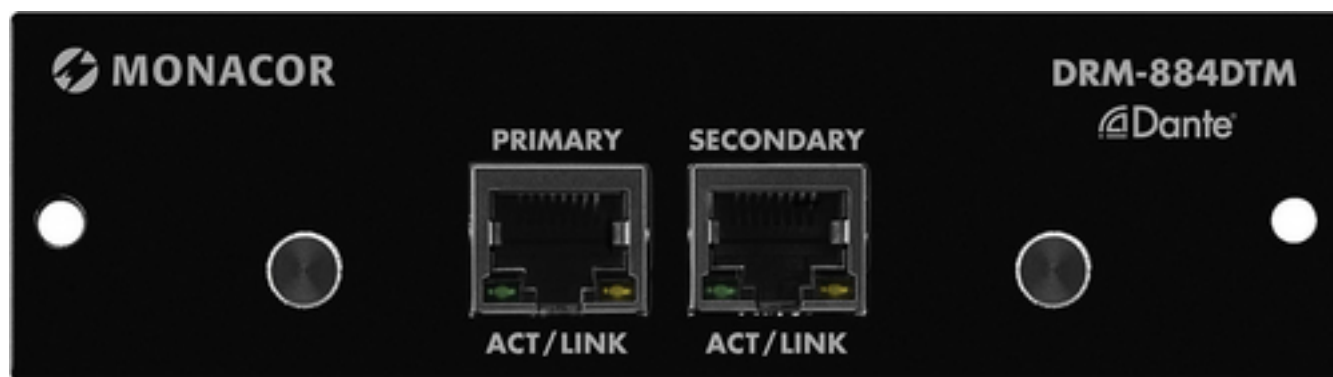 MONACOR
DRM-884DTM
Dante
PRIMARY SECONDARY
ACT/LINK ACT/LINK